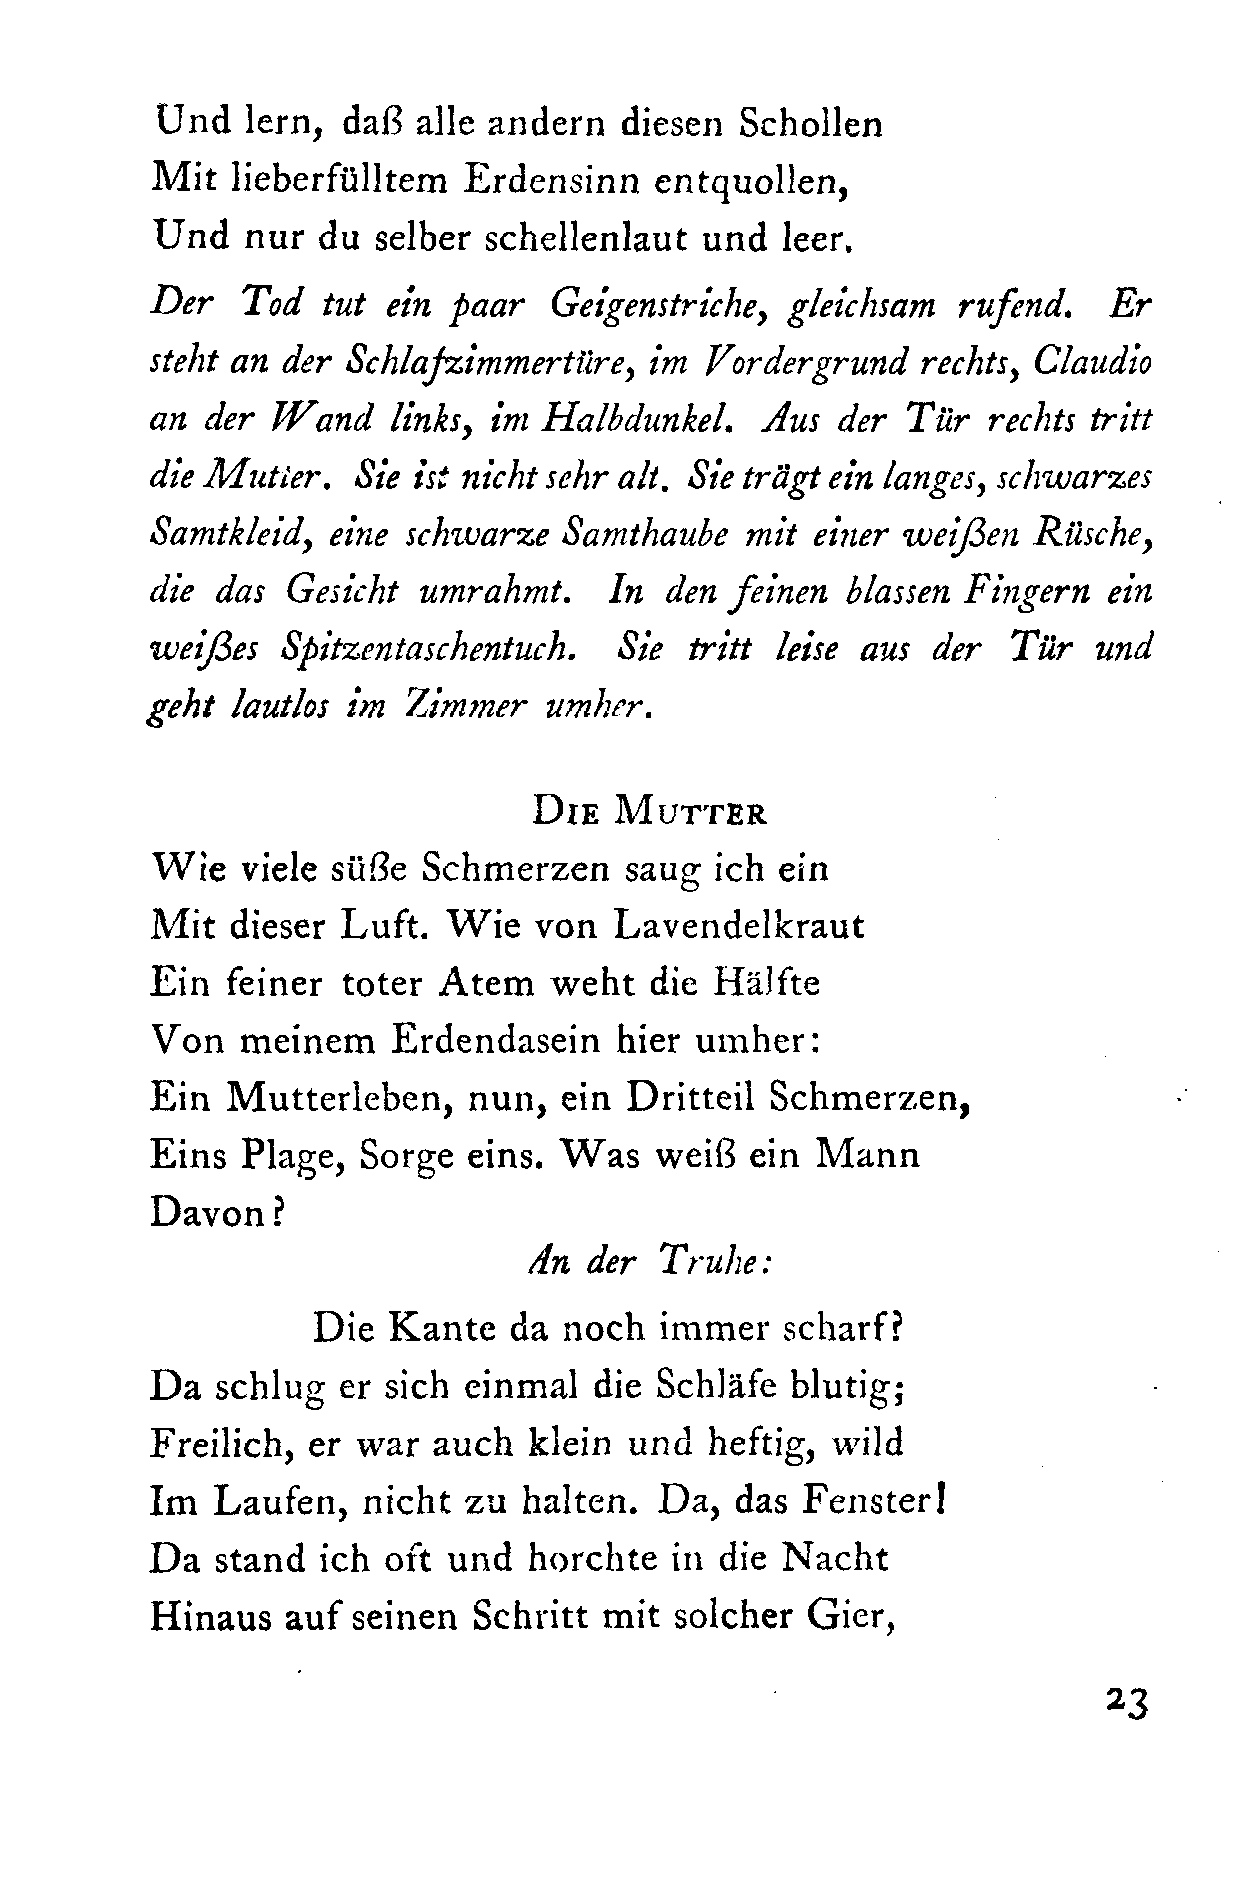 Und lern, daß alle andern diesen Schollen
Mit lieberfülltem Erdensinn entquollen,
Und nur du selber schellenlaut und leer.
Der Tod tut ein paar Geigenstriche, gleichsam rufend. Er
steht an der Schlafzimmertüre, im Vordergrund rechts, Claudio
an der Wand links, im Halbdunkel. Aus der Tür rechts tritt
die Mutter. Sie ist nicht sehr alt. Sie trägt ein langes, schwarzes
Samtkleid, eine schwarze Samthaube mit einer weißen Rüsche,
die das Gesicht umrahmt. In den feinen blassen Fingern ein
weißes Spitzentaschentuch. Sie tritt leise aus der Tür und
geht lautlos im Zimmer umher.
Die Mutter
Wie viele süße Schmerzen saug ich ein
Mit dieser Luft. Wie von Lavendelkraut
Ein feiner toter Atem weht die Hälfte
Von meinem Erdendasein hier umher:
Ein Mutterleben, nun, ein Dritteil Schmerzen,
Eins Plage, Sorge eins. Was weiß ein Mann
Davon?
An der Truhe:
Die Kante da noch immer scharf?
Da schlug er sich einmal die Schläfe blutig;
Freilich, er war auch klein und heftig, wild
Im Laufen, nicht zu halten. Da, das Fenster!
Da stand ich oft und horchte in die Nacht
Hinaus auf seinen Schritt mit solcher Gier,
23